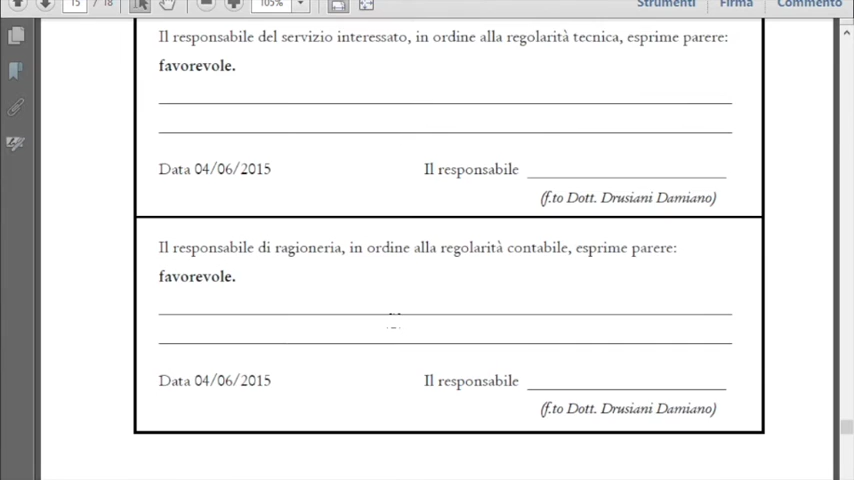 15 / 18
105%
Strumenti
Firma
Commento
Il responsabile del servizio interessato, in ordine alla regolarità tecnica, esprime parere:
favorevole.
Data 04/06/2015 Il responsabile
(f.to Dott. Drusiani Damiano)
Il responsabile di ragioneria, in ordine alla regolarità contabile, esprime parere:
favorevole.
Data 04/06/2015 Il responsabile
(f.to Dott. Drusiani Damiano)